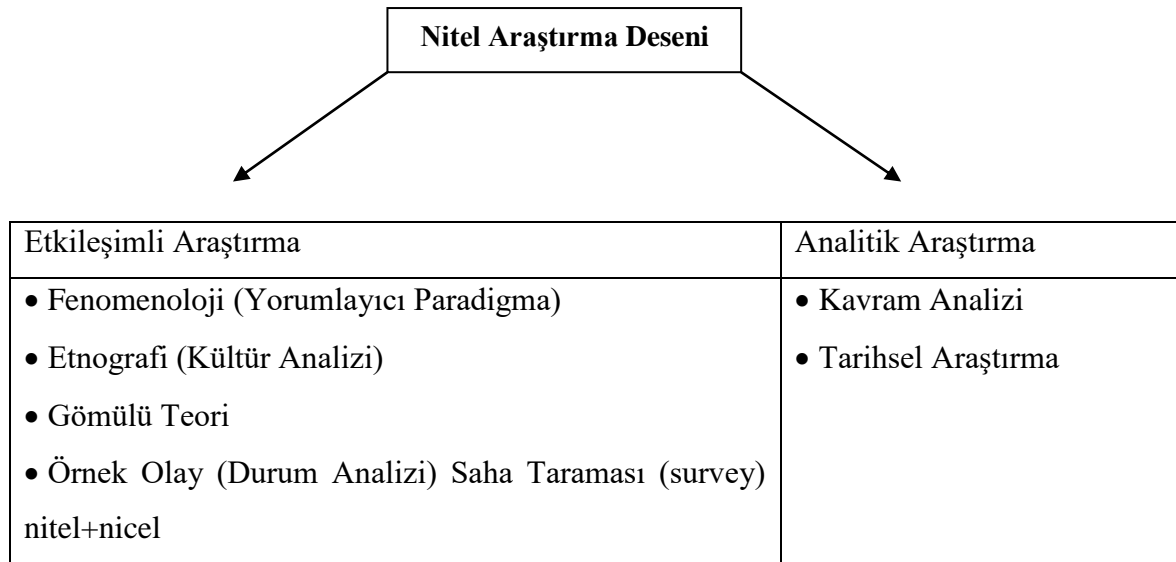 Nitel Araştırma Deseni
Etkileşimli Araştırma
Analitik Araştırma
• Fenomenoloji (Yorumlayıcı Paradigma)
• Etnografi (Kültür Analizi)
• Gömülü Teori
• Örnek Olay (Durum Analizi) Saha Taraması (survey)
nitel+nicel
• Kavram Analizi
• Tarihsel Araştırma